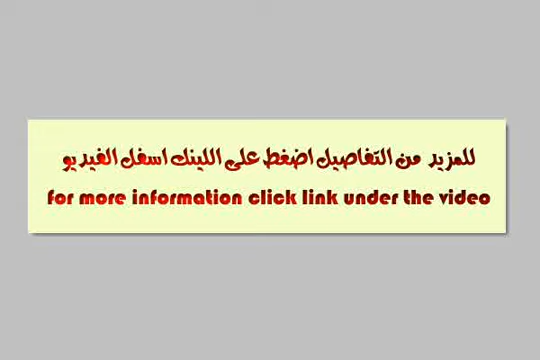 للمزيد من التفاصيل اضغط على اللينك اسفل الفيديو
for more information click link under the video